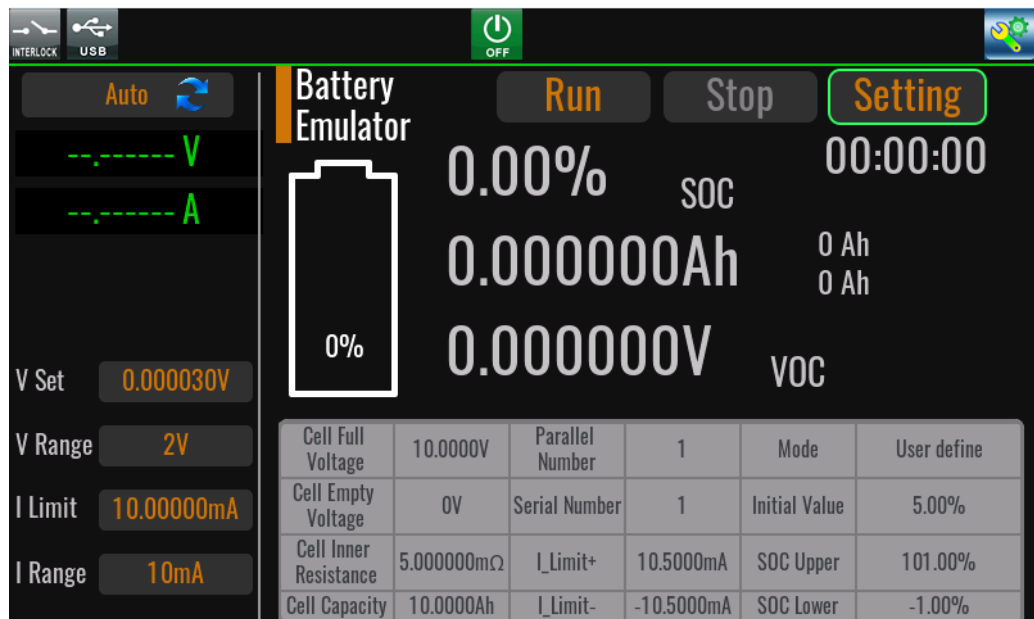 INTERLOCK
USB
OFF
Auto
--.------ V
--.------ A
V Set 0.000030V
V Range 2V
I Limit 10.00000mA
I Range 10mA
Battery
Emulator
Run Stop Setting
00:00:00
0.00% SOC
0.000000Ah
0 Ah
0 Ah
0.000000V VOC
0%
Cell Full
Voltage
10.0000V
Parallel
Number
1
Mode
User define
Cell Empty
Voltage
0V
Serial Number
1
Initial Value
5.00%
Cell Inner
Resistance
5.000000mΩ
I_Limit+
10.5000mA
SOC Upper
101.00%
Cell Capacity
10.0000Ah
I_Limit-
-10.5000mA
SOC Lower
-1.00%